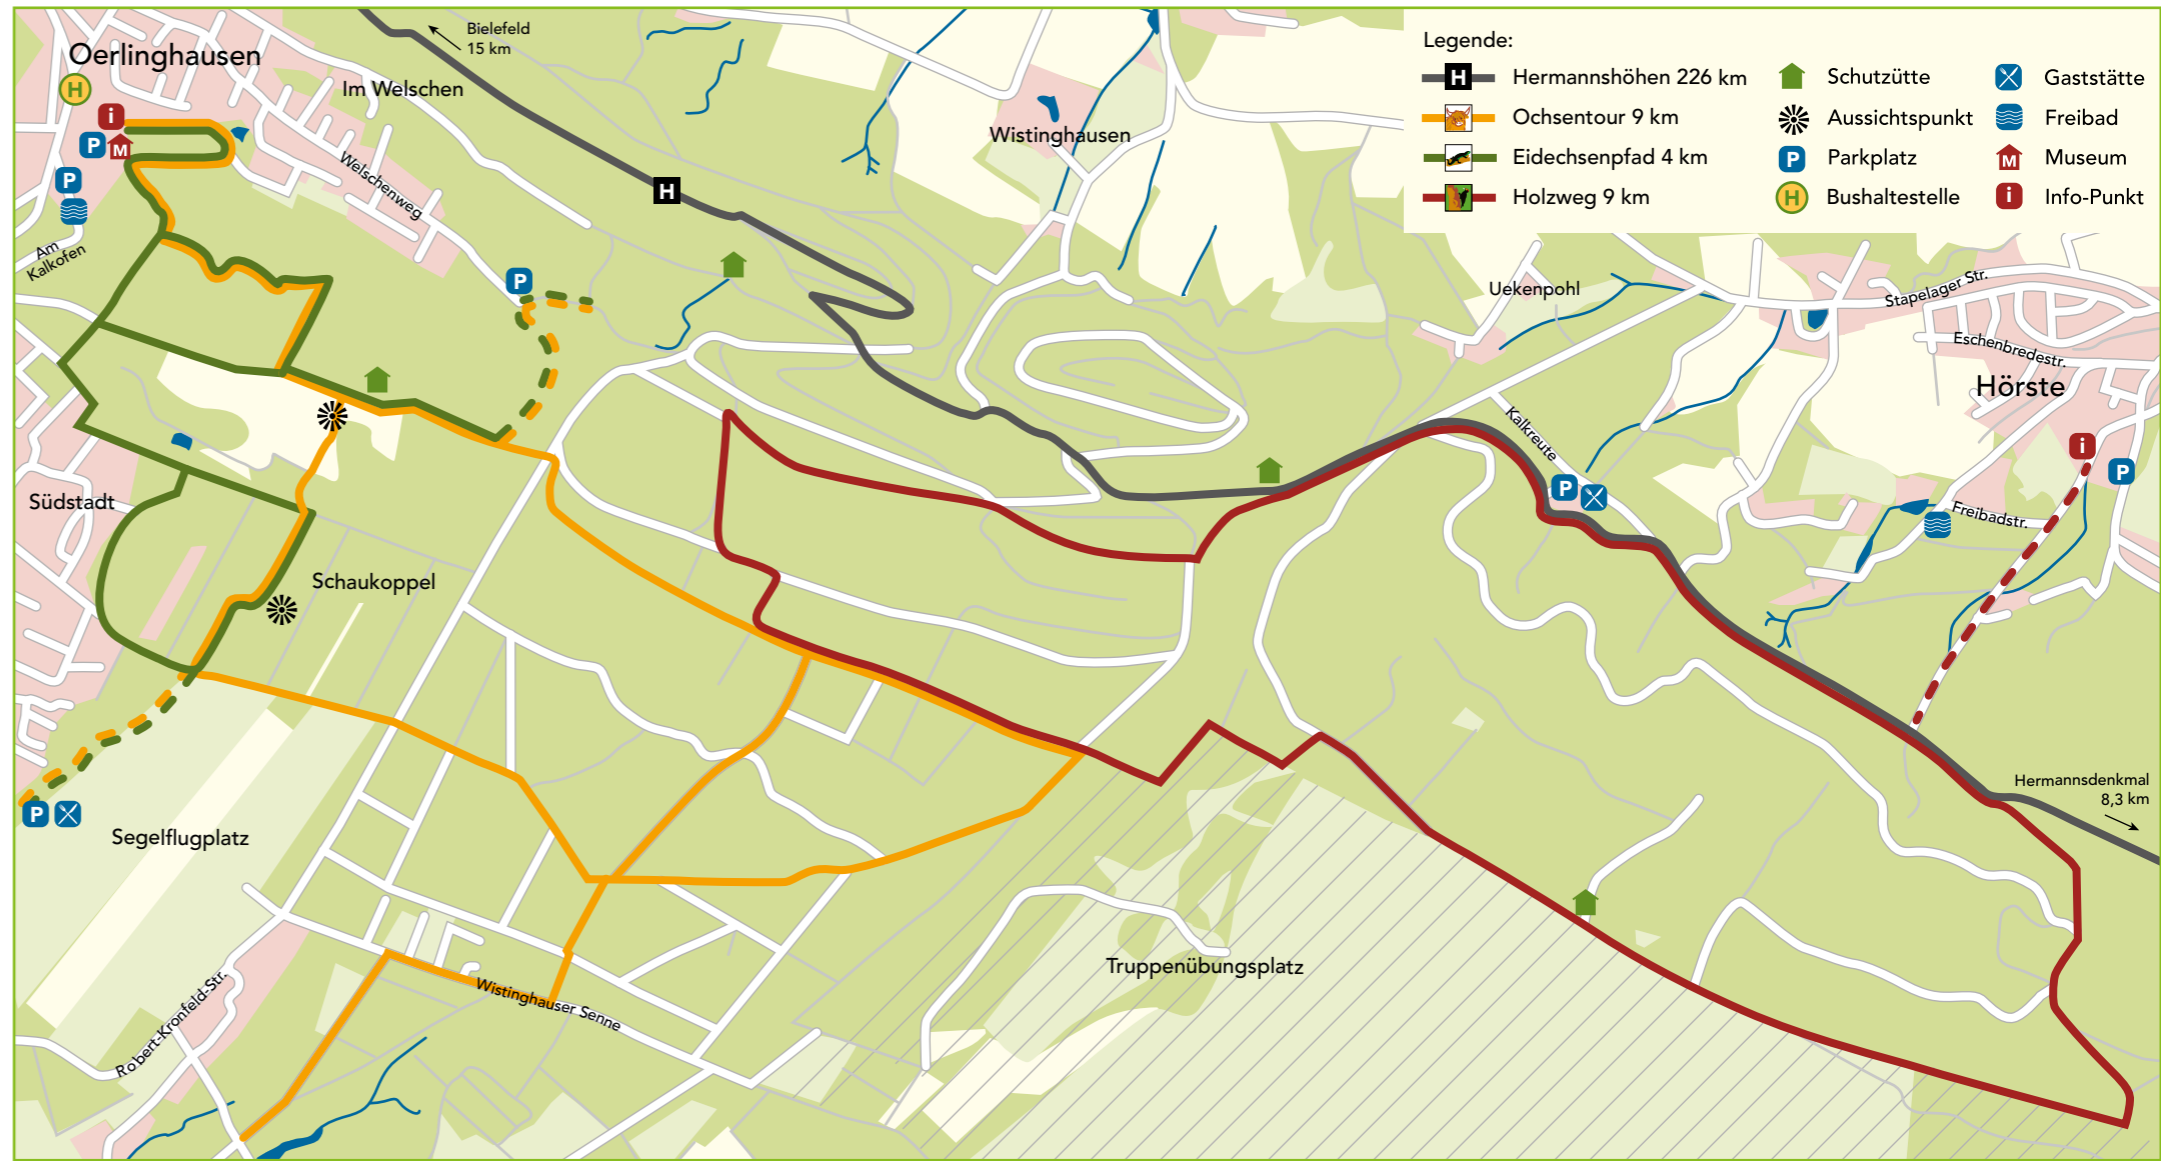 Bielefeld
15 km
Oerlinghausen
H
i
P
M
P
Im Welschen
Welschenweg
Am
Kalkofen
H
Wistinghausen
Legende:
H Hermannshöhen 226 km
Ochsentour 9 km
Eidechsenpfad 4 km
Holzweg 9 km
Schutzütte
Aussichtspunkt
P Parkplatz
H Bushaltestelle
Gaststätte
Freibad
M Museum
i Info-Punkt
P
Uekenpohl
Stapelager Str.
Eschenbredestr.
Hörste
Kalkreute
i
P
P
Freibadstr.
Südstadt
Schaukoppel
Hermannsdenkmal
8,3 km
P
Segelflugplatz
Truppenübungsplatz
Wistinghauser Senne
Robert-Kronfeld-Str.